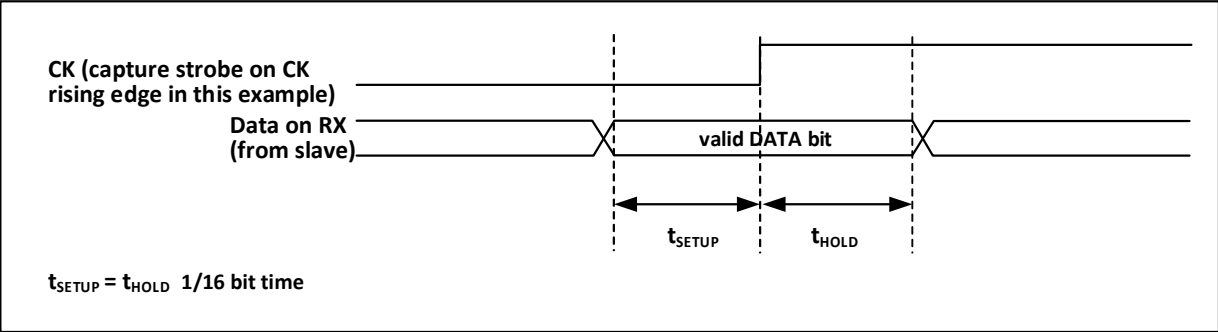 CK (capture strobe on CK
rising edge in this example)
Data on RX
(from slave)
valid DATA bit
tSETUP
tHOLD
tSETUP = tHOLD 1/16 bit time